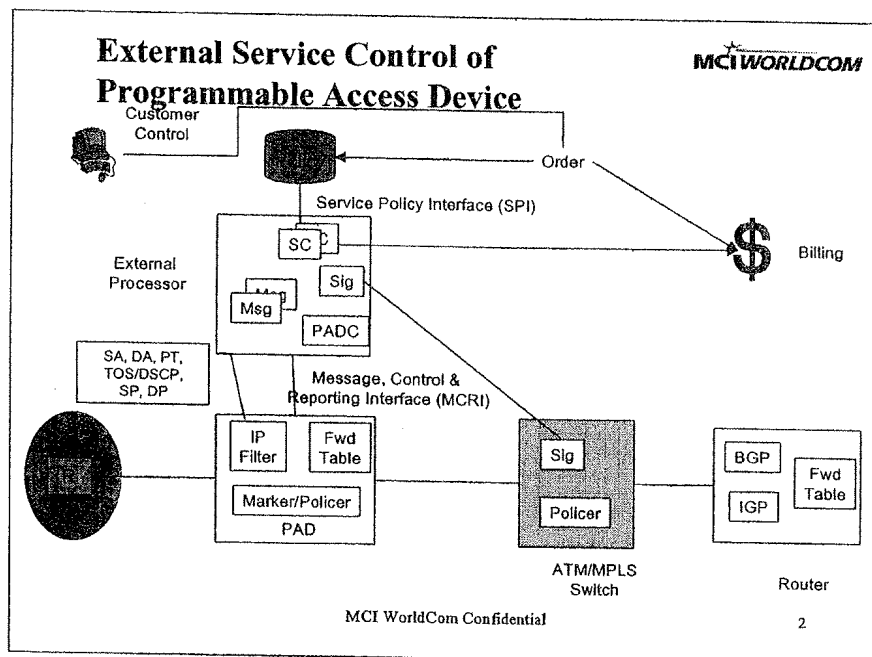 External Service Control of
Programmable Access Device
MCI WORLDCOM
Customer
Control
Order
Service Policy Interface (SPI)
SC
External
Processor
Sig
Msg
Msg
PADC
Billing
$
SA, DA, PT,
TOS/DSCP,
SP, DP
Message, Control &
Reporting Interface (MCRI)
IP
Filter
Fwd
Table
Marker/Policer
PAD
Sig
Policer
ATM/MPLS
Switch
BGP
IGP
Fwd
Table
Router
MCI WorldCom Confidential
2